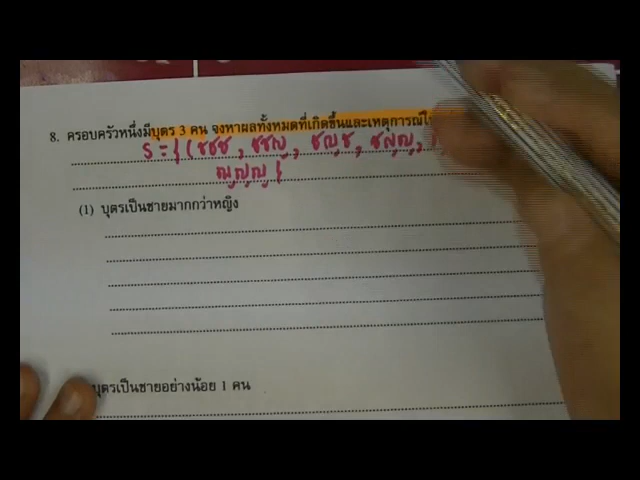 8. ครอบครัวหนึ่งมีบุตร 3 คน จงหาผลทั้งหมดที่เกิดขึ้นและเหตุการณ์
S = { (ชชช , ชชญ , ชญช , ชญญ ,
ญญญ }
(1) บุตรเป็นชายมากกว่าหญิง
บุตรเป็นชายอย่างน้อย 1 คน